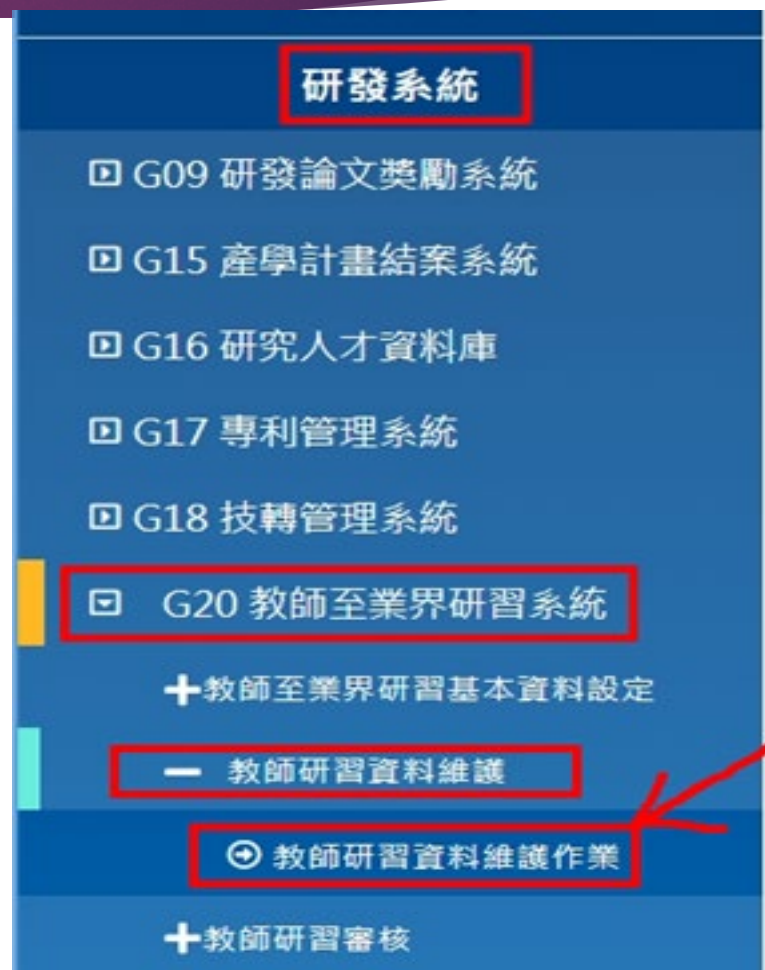 研發系統
G09 研發論文獎勵系統
G15 產學計畫結案系統
G16 研究人才資料庫
G17 專利管理系統
G18 技轉管理系統
G20 教師至業界研習系統
教師至業界研習基本資料設定
教師研習資料維護
教師研習資料維護作業
教師研習審核